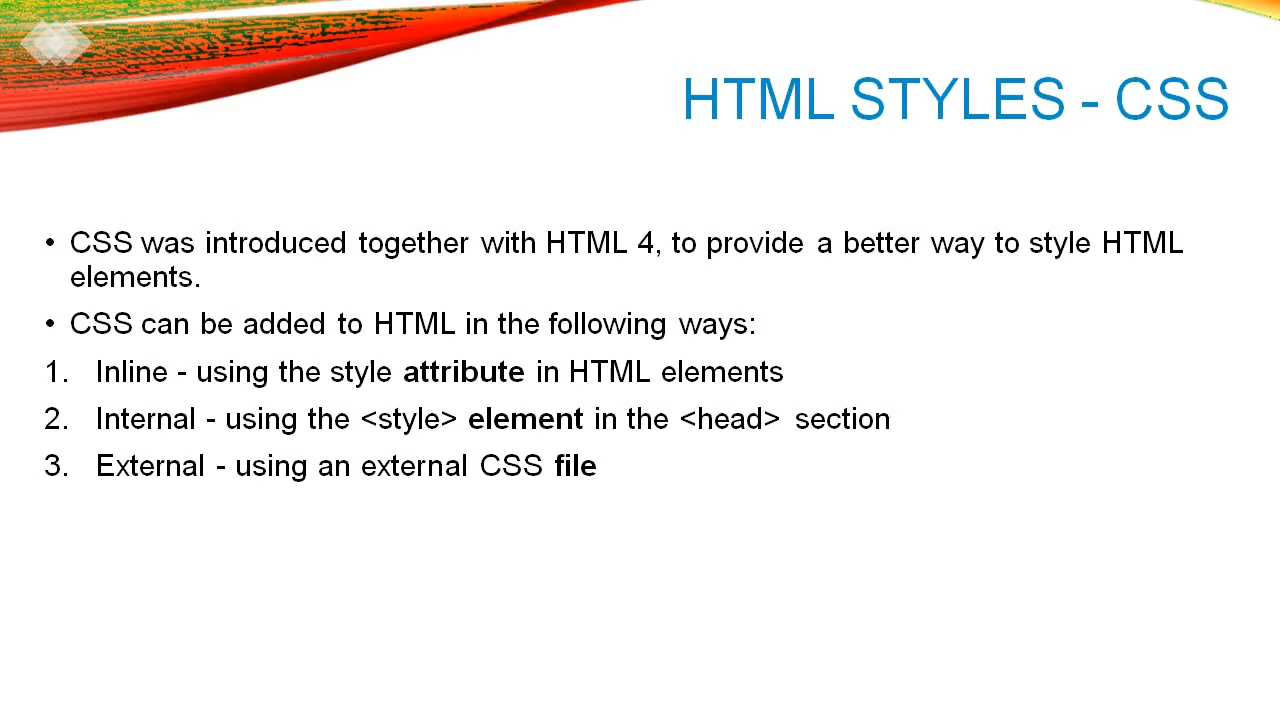 HTML STYLES - CSS
• CSS was introduced together with HTML 4, to provide a better way to style HTML
elements.
• CSS can be added to HTML in the following ways:
1. Inline - using the style attribute in HTML elements
2. Internal - using the <style> element in the <head> section
3. External - using an external CSS file